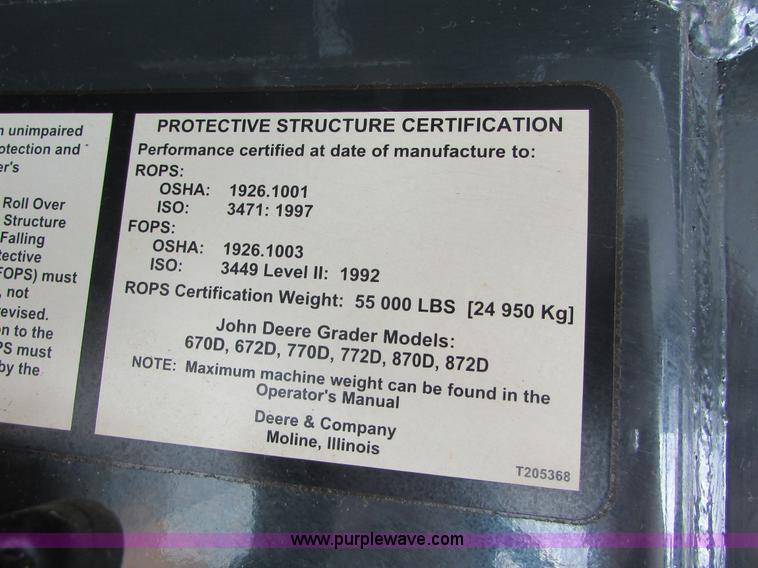 n unimpaired
otection and
er's
Roll Over
Structure
Falling
tective
FOPS) must
, not
revised.
on to the
PS must
by the
PROTECTIVE STRUCTURE CERTIFICATION
Performance certified at date of manufacture to:
ROPS:
OSHA: 1926.1001
ISO: 3471: 1997
FOPS:
OSHA: 1926.1003
ISO: 3449 Level II: 1992
ROPS Certification Weight: 55 000 LBS [24 950 Kg]
John Deere Grader Models:
670D, 672D, 770D, 772D, 870D, 872D
NOTE: Maximum machine weight can be found in the
Operator's Manual
Deere & Company
Moline, Illinois
T205368
www.purplewave.com